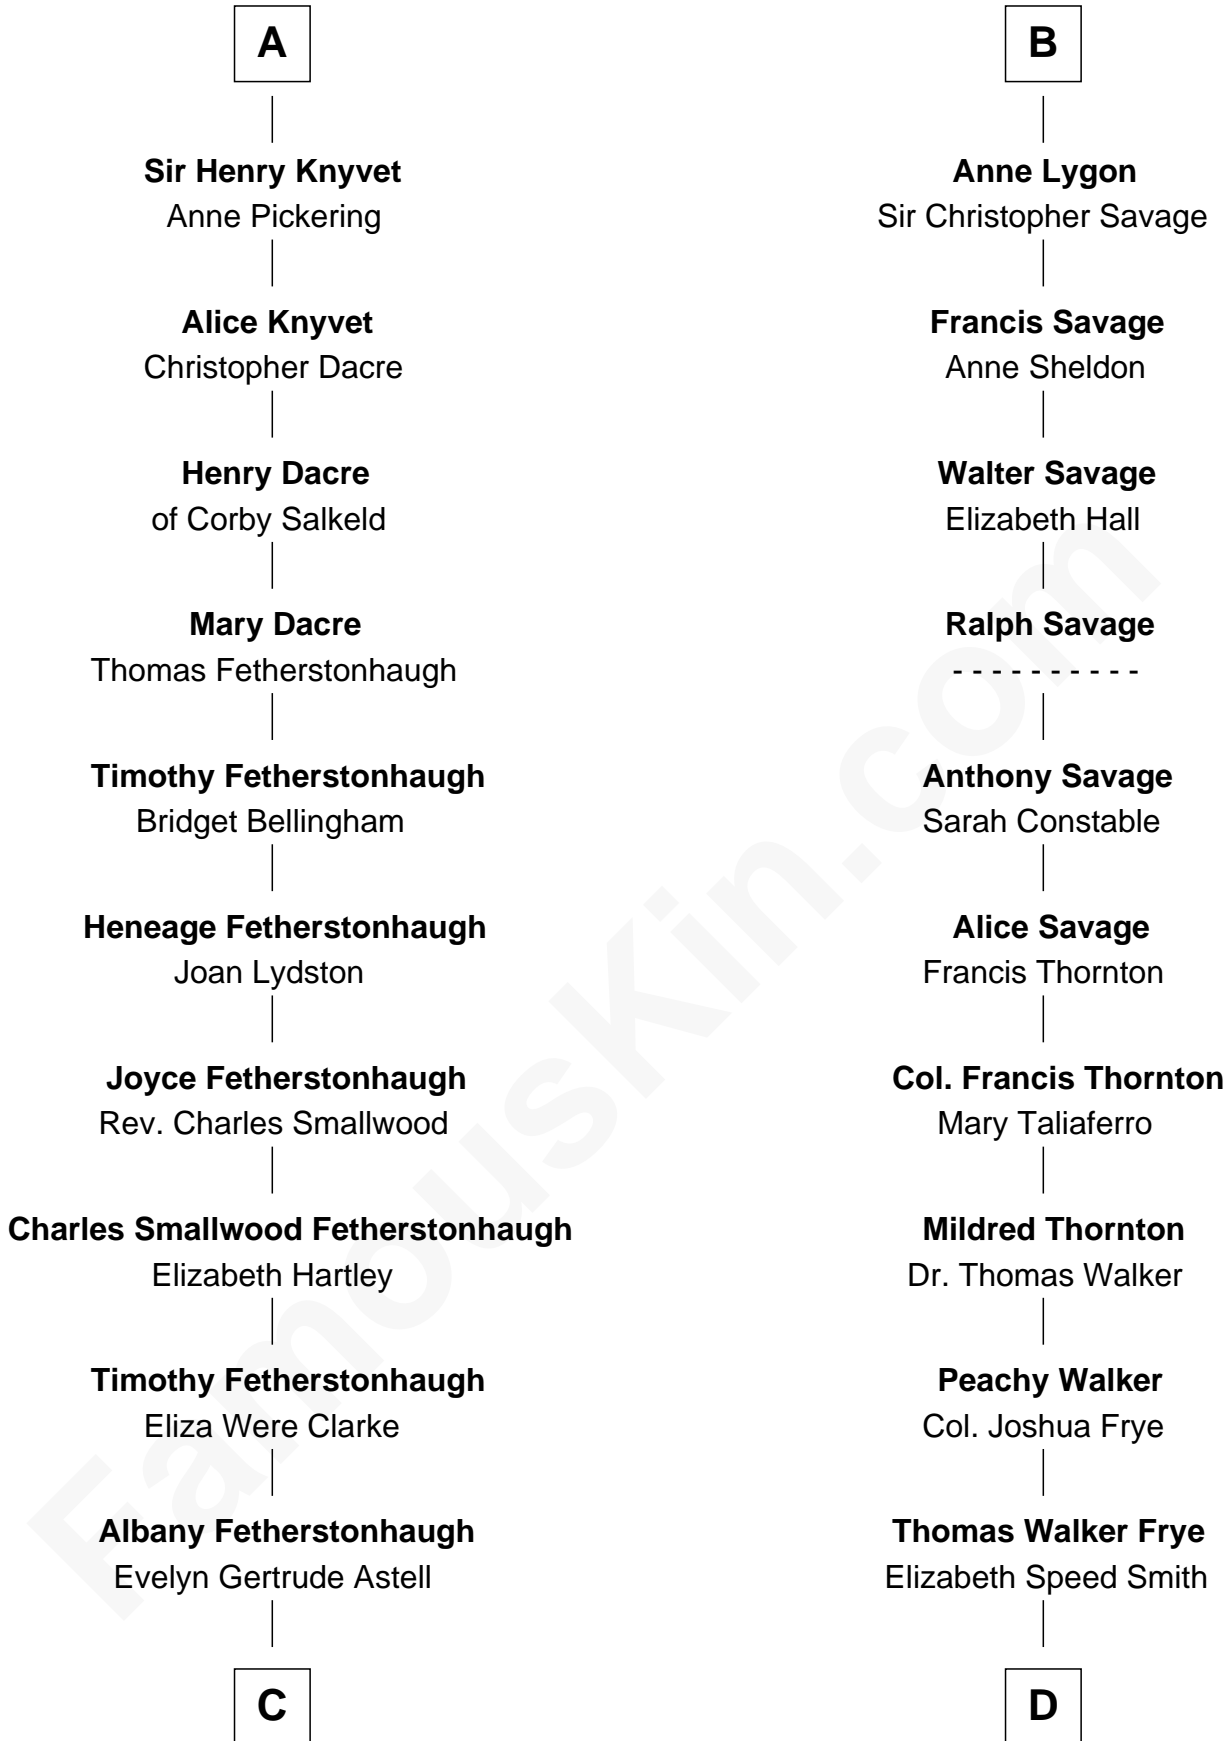 A
Sir Henry Knyvet
Anne Pickering
Alice Knyvet
Christopher Dacre
Henry Dacre
of Corby Salkeld
Mary Dacre
Thomas Fetherstonhaugh
Timothy Fetherstonhaugh
Bridget Bellingham
Heneage Fetherstonhaugh
Joan Lydston
Joyce Fetherstonhaugh
Rev. Charles Smallwood
Charles Smallwood Fetherstonhaugh
Elizabeth Hartley
Timothy Fetherstonhaugh
Eliza Were Clarke
Albany Fetherstonhaugh
Evelyn Gertrude Astell
C
B
Anne Lygon
Sir Christopher Savage
Francis Savage
Anne Sheldon
Walter Savage
Elizabeth Hall
Ralph Savage
- - - - - - - - - -
Anthony Savage
Sarah Constable
Alice Savage
Francis Thornton
Col. Francis Thornton
Mary Taliaferro
Mildred Thornton
Dr. Thomas Walker
Peachy Walker
Col. Joshua Frye
Thomas Walker Frye
Elizabeth Speed Smith
D
FamousKin.com